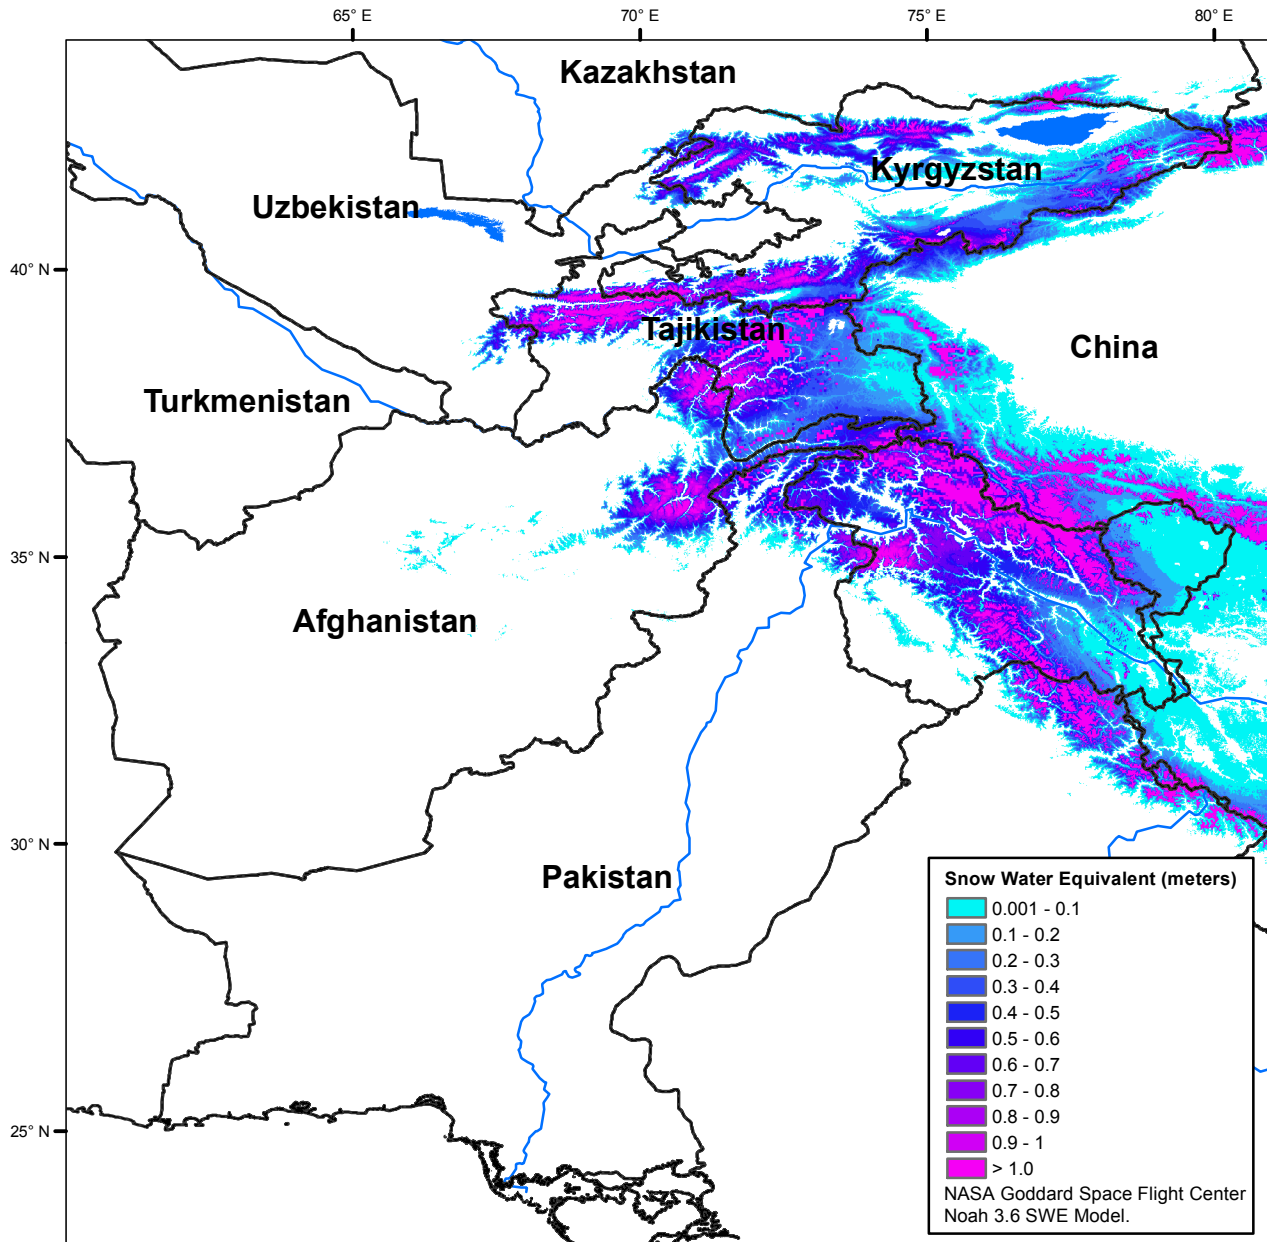 65° E
70° E
75° E
80° E
Kazakhstan
Kyrgyzstan
Uzbekistan
40° N
Tajikistan
China
Turkmenistan
35° N
Afghanistan
30° N
Pakistan
25° N
Snow Water Equivalent (meters)
0.001 - 0.1
0.1 - 0.2
0.2 - 0.3
0.3 - 0.4
0.4 - 0.5
0.5 - 0.6
0.6 - 0.7
0.7 - 0.8
0.8 - 0.9
0.9 - 1
> 1.0
NASA Goddard Space Flight Center
Noah 3.6 SWE Model.